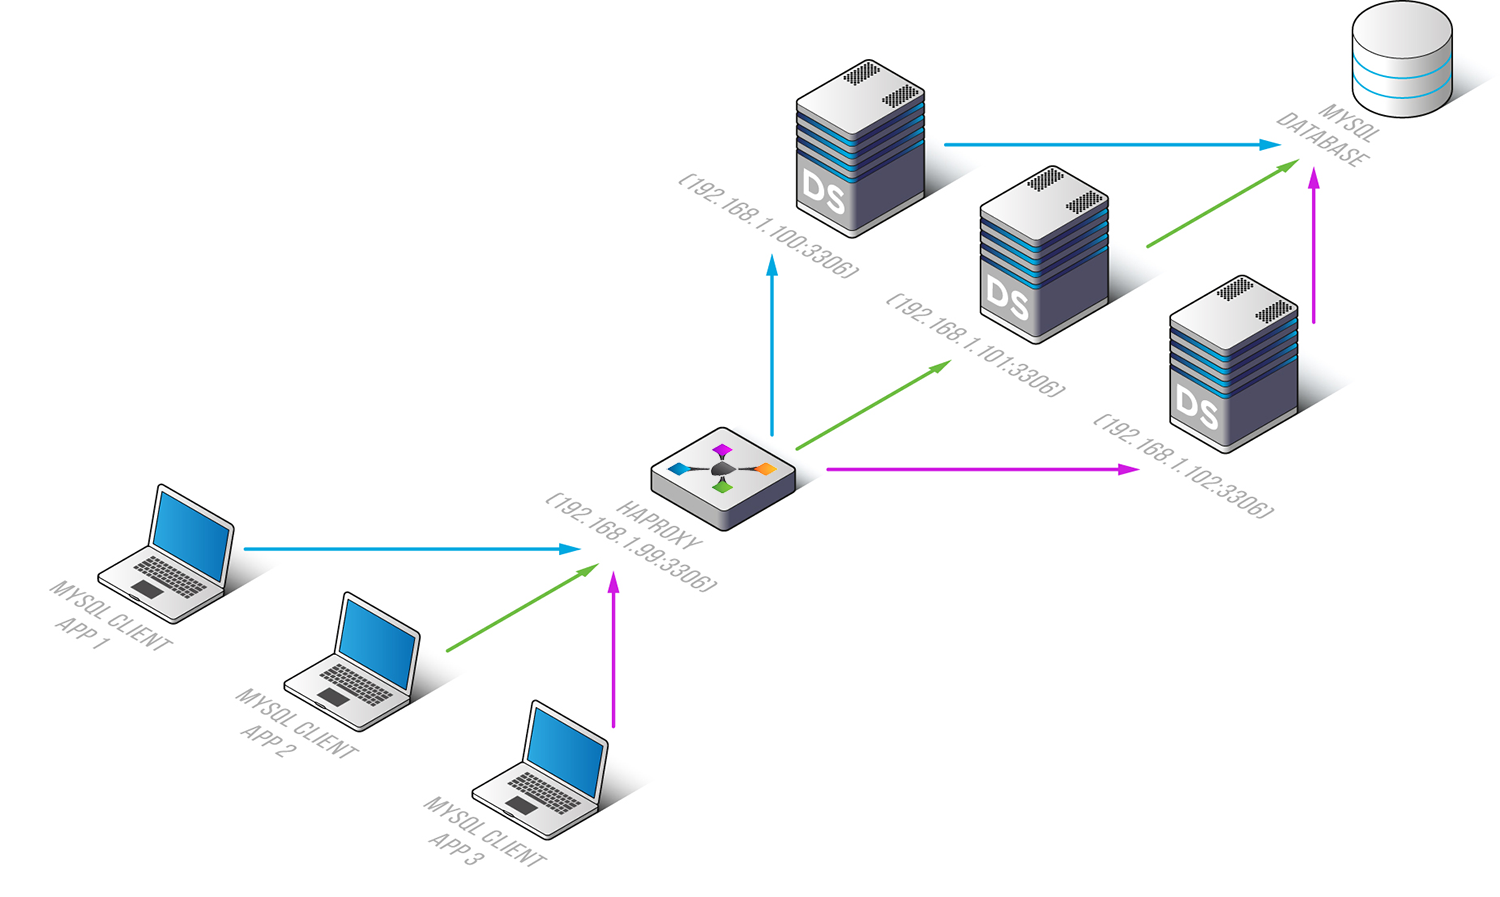 MYSQL
DATABASE
DS
(192.168.1.100:3306)
DS
(192.168.1.101:3306)
DS
(192.168.1.102:3306)
HAPROXY
(192.168.1.99:3306)
MYSQL CLIENT
APP 1
MYSQL CLIENT
APP 2
MYSQL CLIENT
APP 3